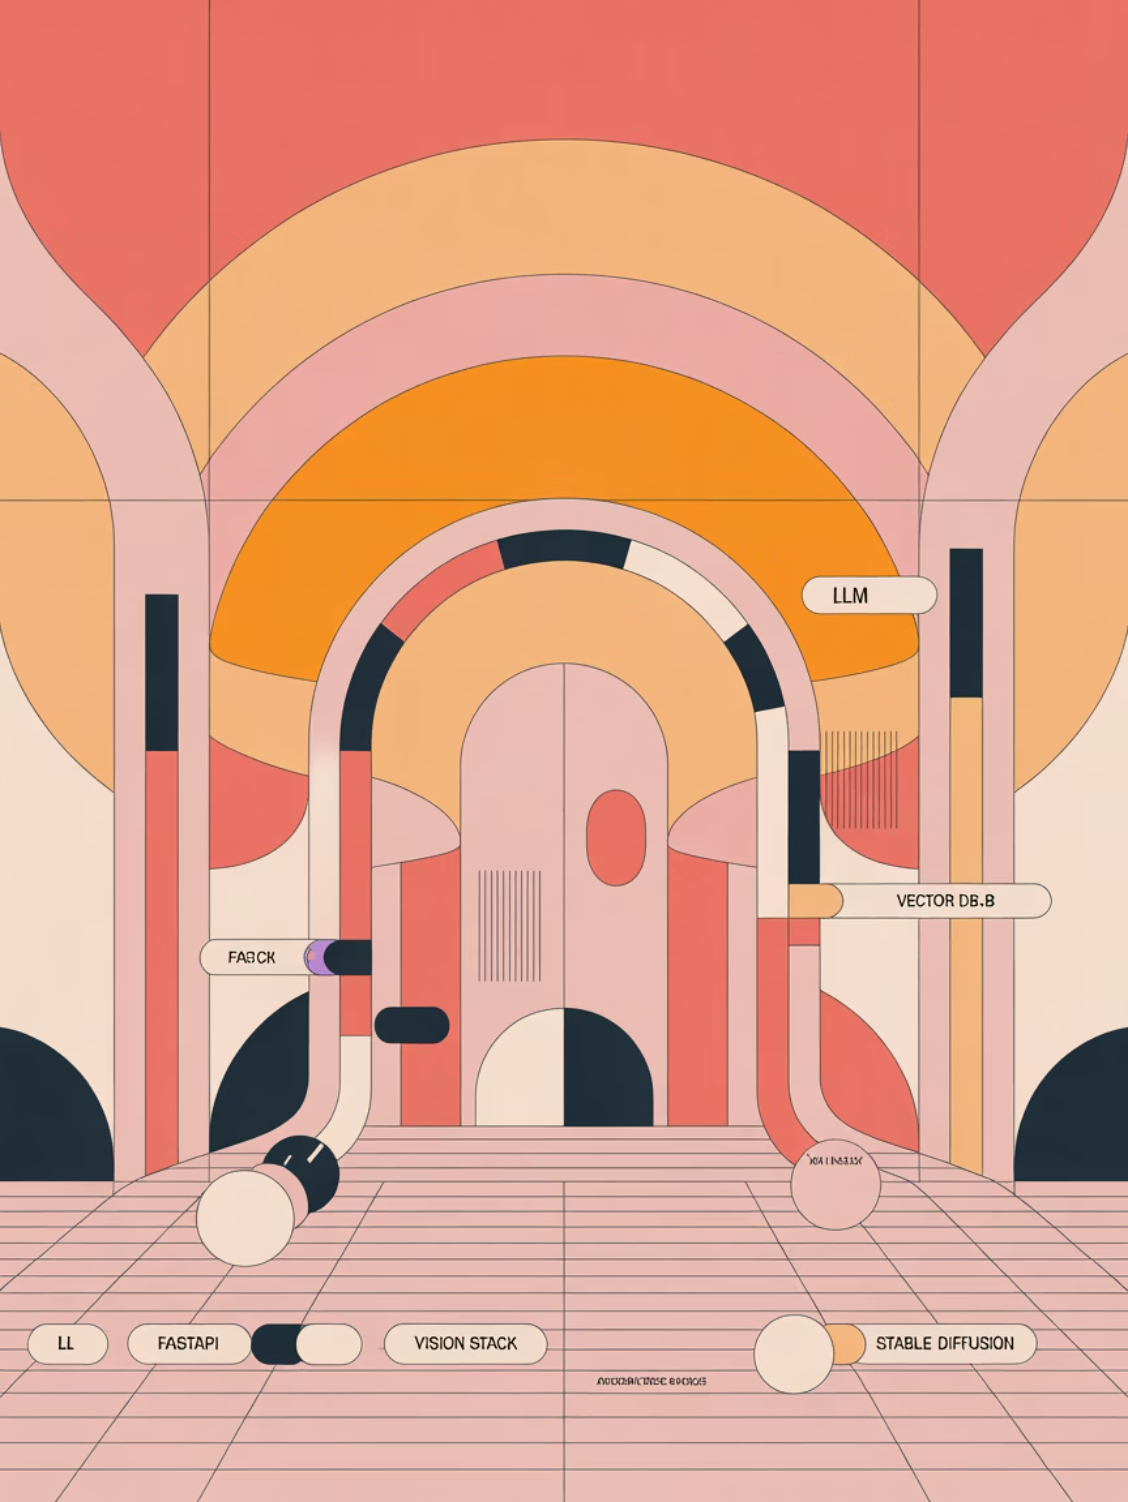 LLM
VECTOR DB.B
FABCK
LL
FASTAPI
VISION STACK
STABLE DIFFUSION